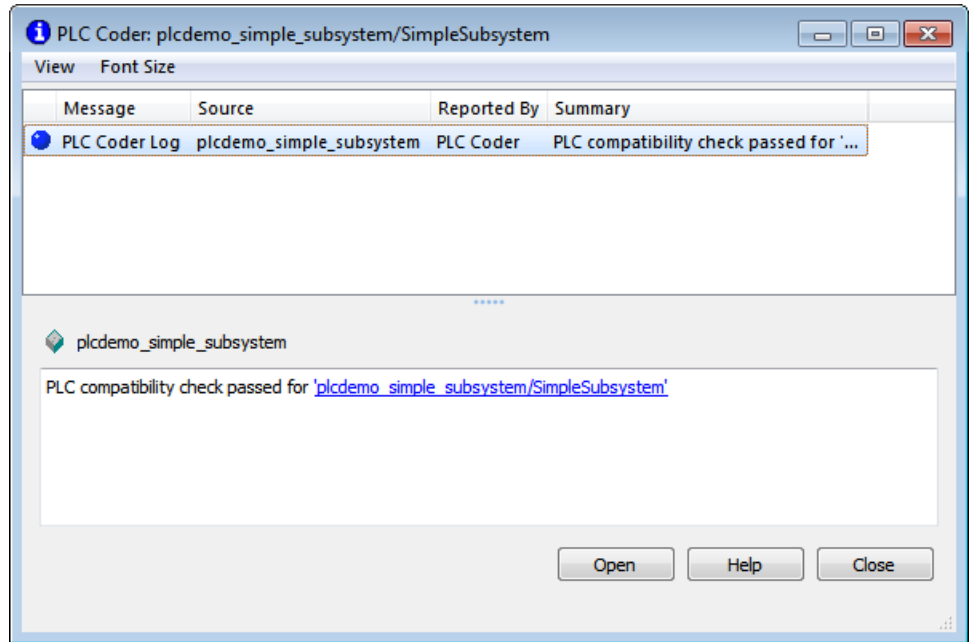 PLC Coder: plcdemo_simple_subsystem/SimpleSubsystem
View Font Size
Message Source Reported By Summary
PLC Coder Log plcdemo_simple_subsystem PLC Coder PLC compatibility check passed for '...
plcdemo_simple_subsystem
PLC compatibility check passed for 'plcdemo_simple_subsystem/SimpleSubsystem'
Open Help Close